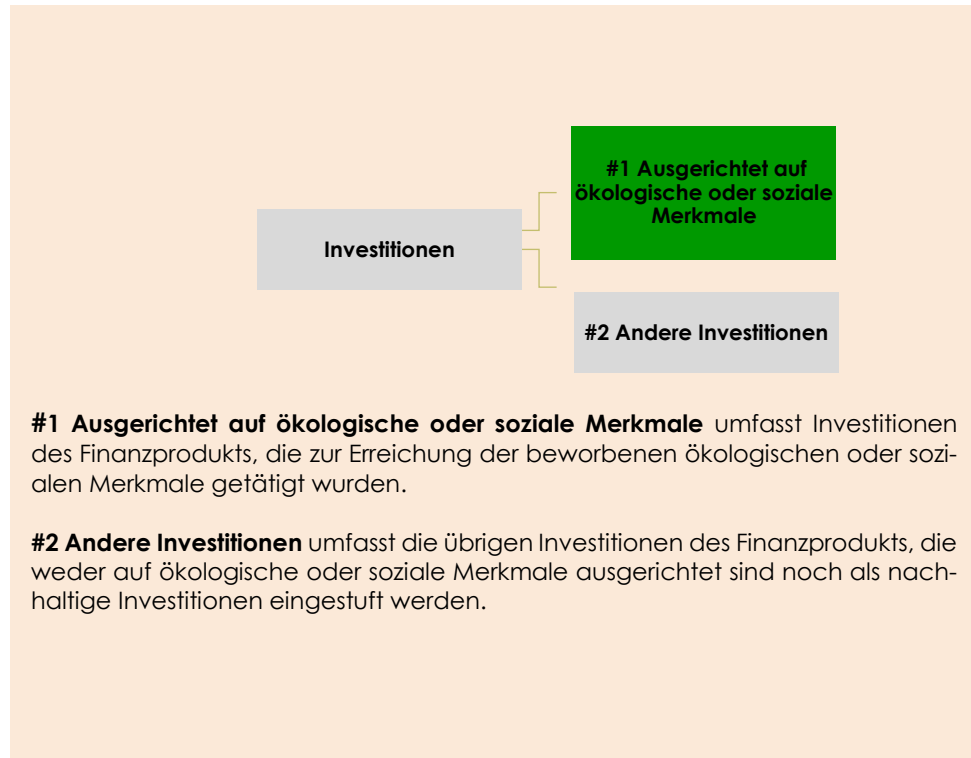 #1 Ausgerichtet auf
ökologische oder soziale
Merkmale
Investitionen
#2 Andere Investitionen
#1 Ausgerichtet auf ökologische oder soziale Merkmale umfasst Investitionen
des Finanzprodukts, die zur Erreichung der beworbenen ökologischen oder sozi-
alen Merkmale getätigt wurden.
#2 Andere Investitionen umfasst die übrigen Investitionen des Finanzprodukts, die
weder auf ökologische oder soziale Merkmale ausgerichtet sind noch als nach-
haltige Investitionen eingestuft werden.